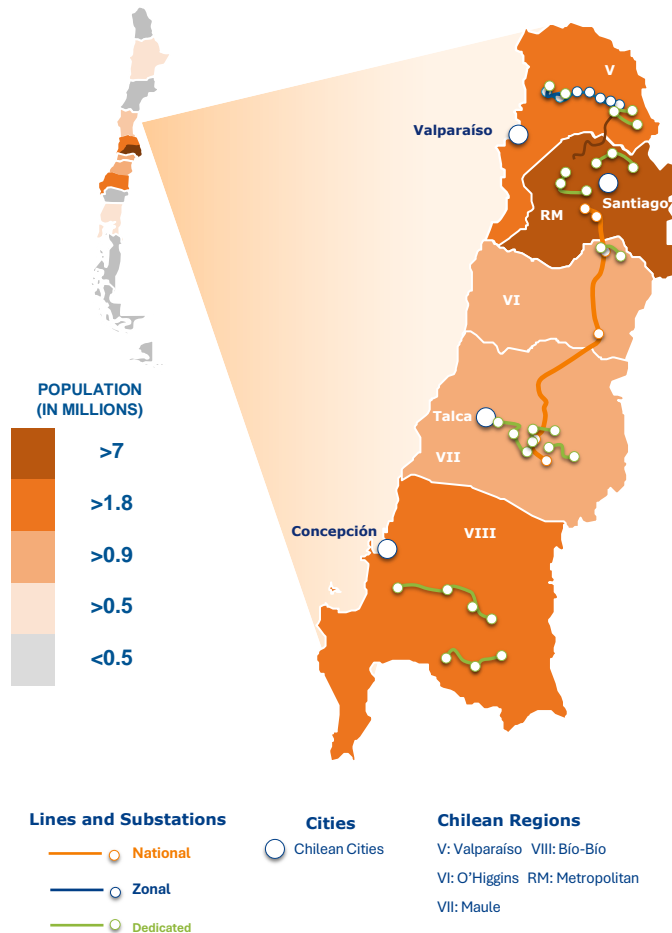 V
Valparaíso
Santiago
RM
VI
POPULATION
(IN MILLIONS)
>7
>1.8
>0.9
>0.5
<0.5
Talca
VII
Concepción
VIII
Lines and Substations
National
Zonal
Dedicated
Cities
Chilean Cities
Chilean Regions
V: Valparaíso VIII: Bío-Bío
VI: O’Higgins RM: Metropolitan
VII: Maule